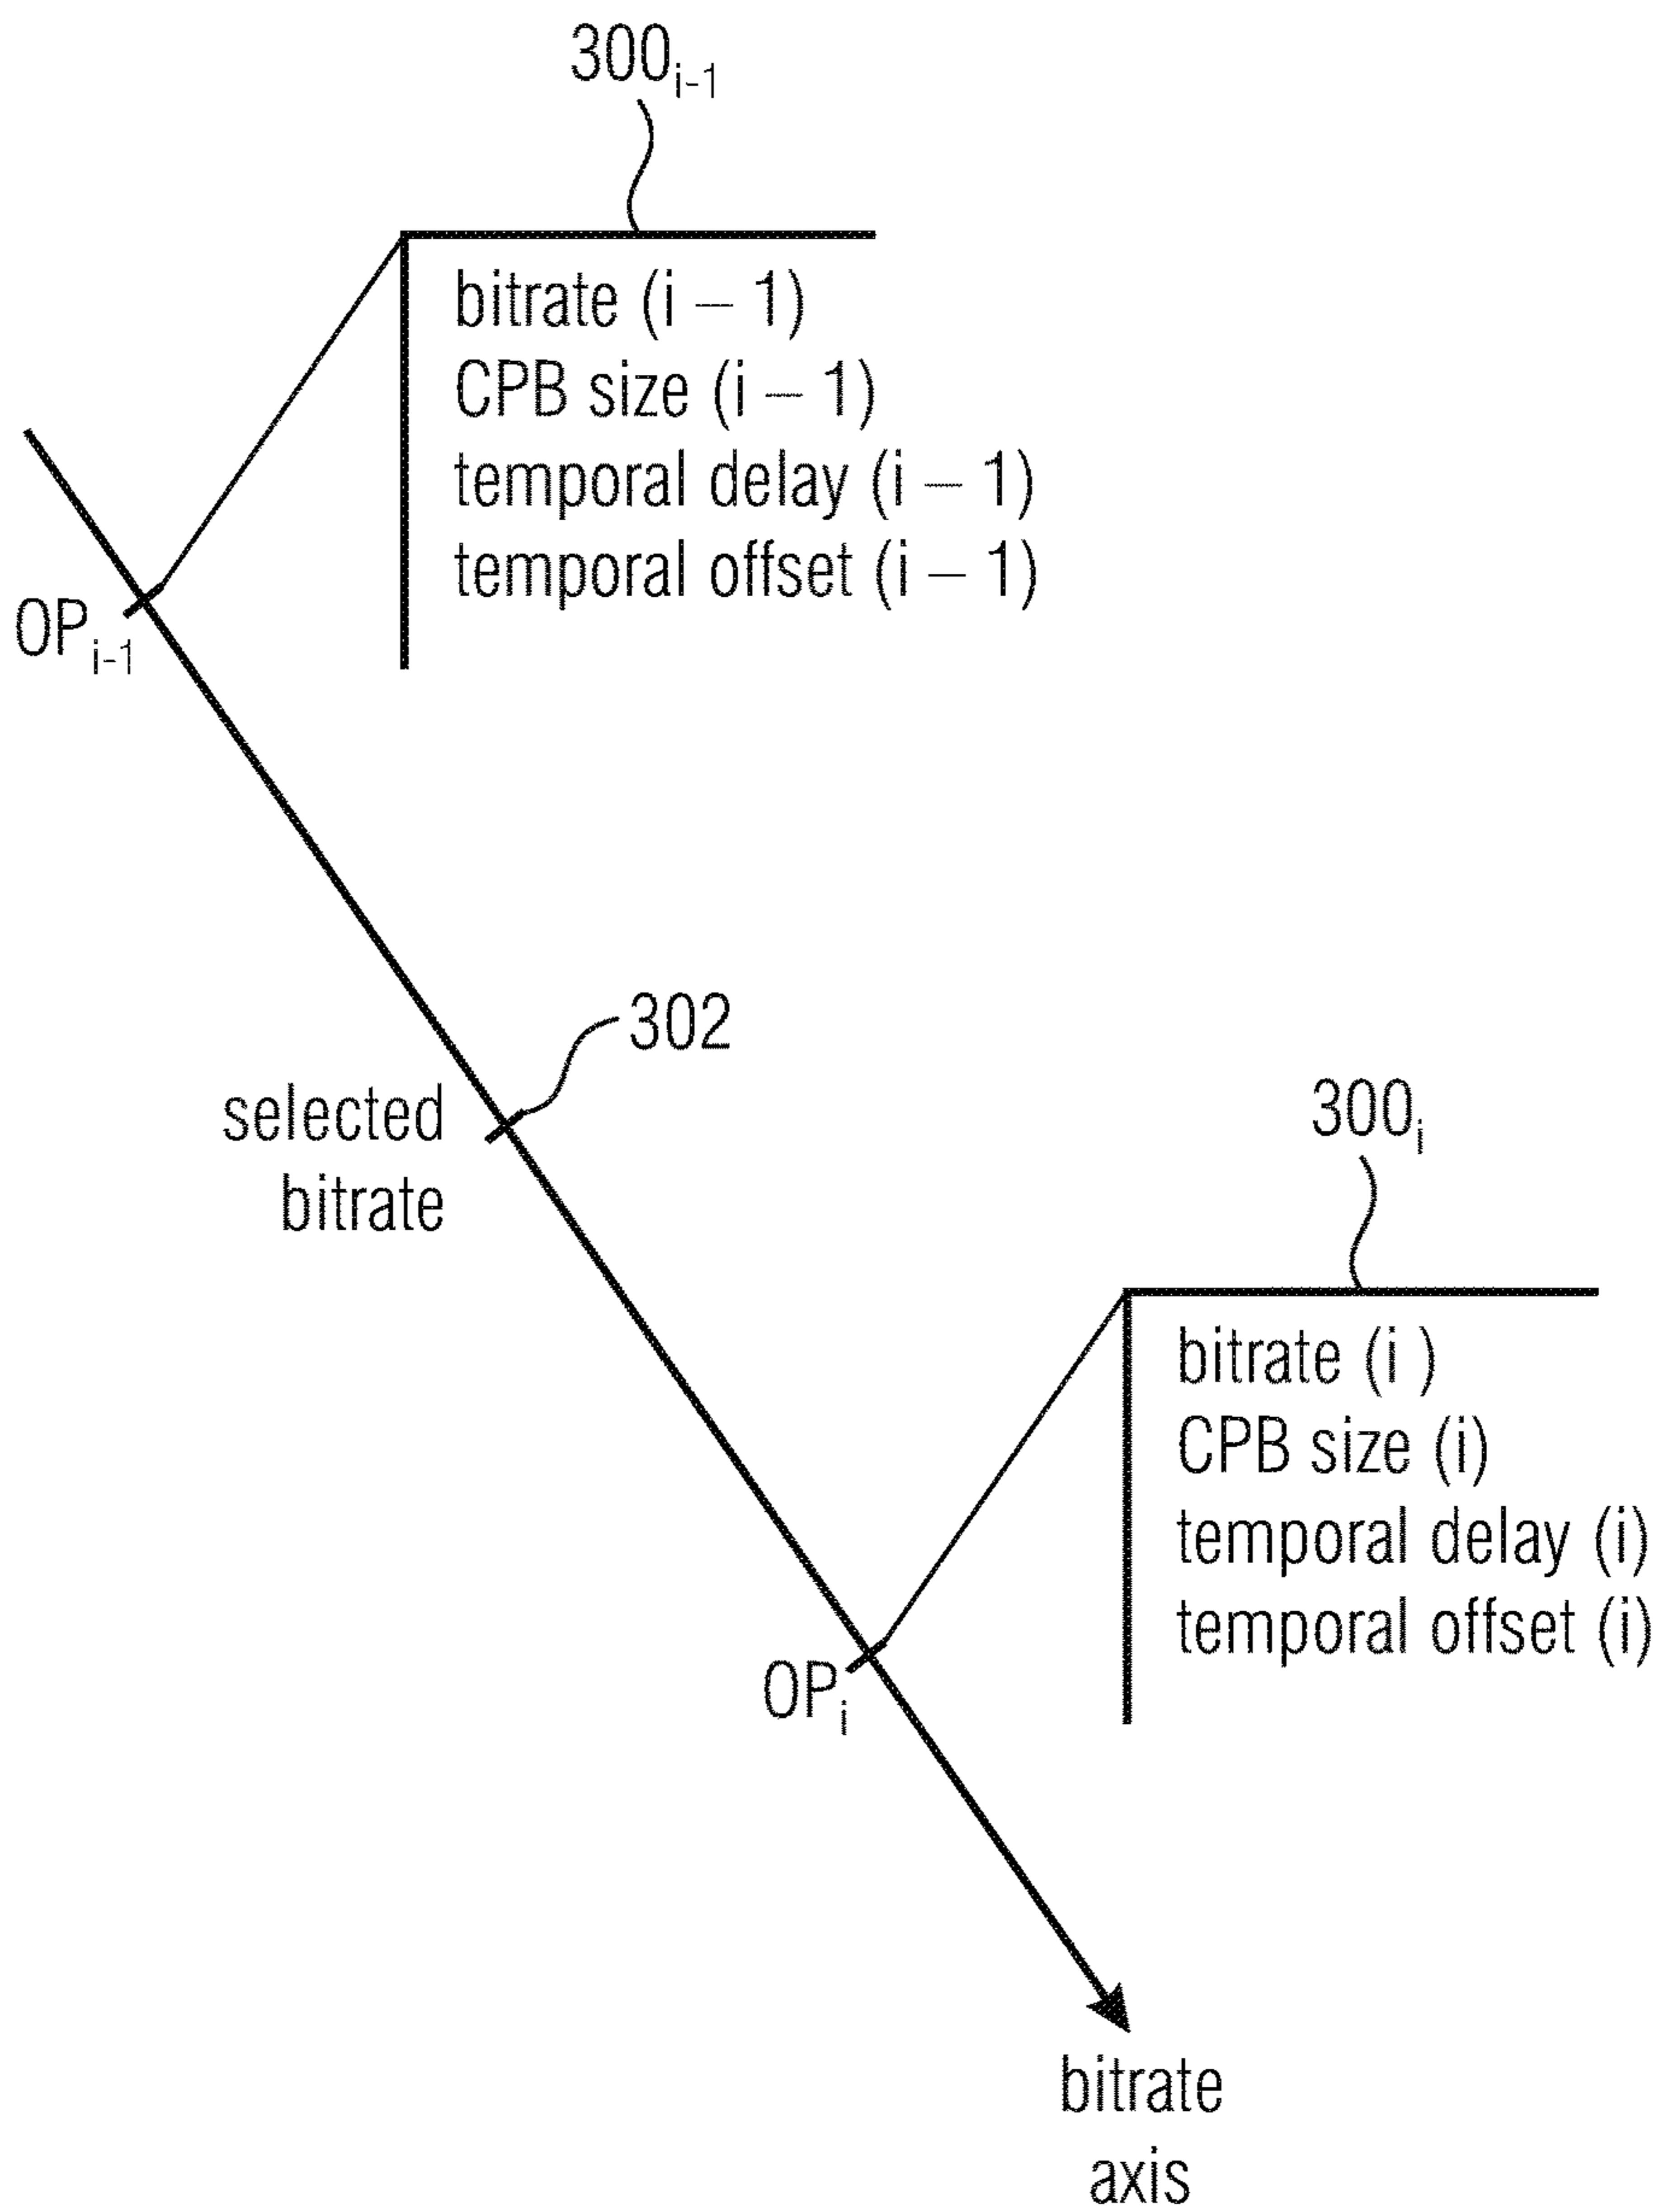 300i-1
bitrate (i – 1)
CPB size (i – 1)
temporal delay (i – 1)
temporal offset (i – 1)
OPi-1
302
selected
bitrate
300i
bitrate (i )
CPB size (i)
temporal delay (i)
temporal offset (i)
OPi
bitrate
axis